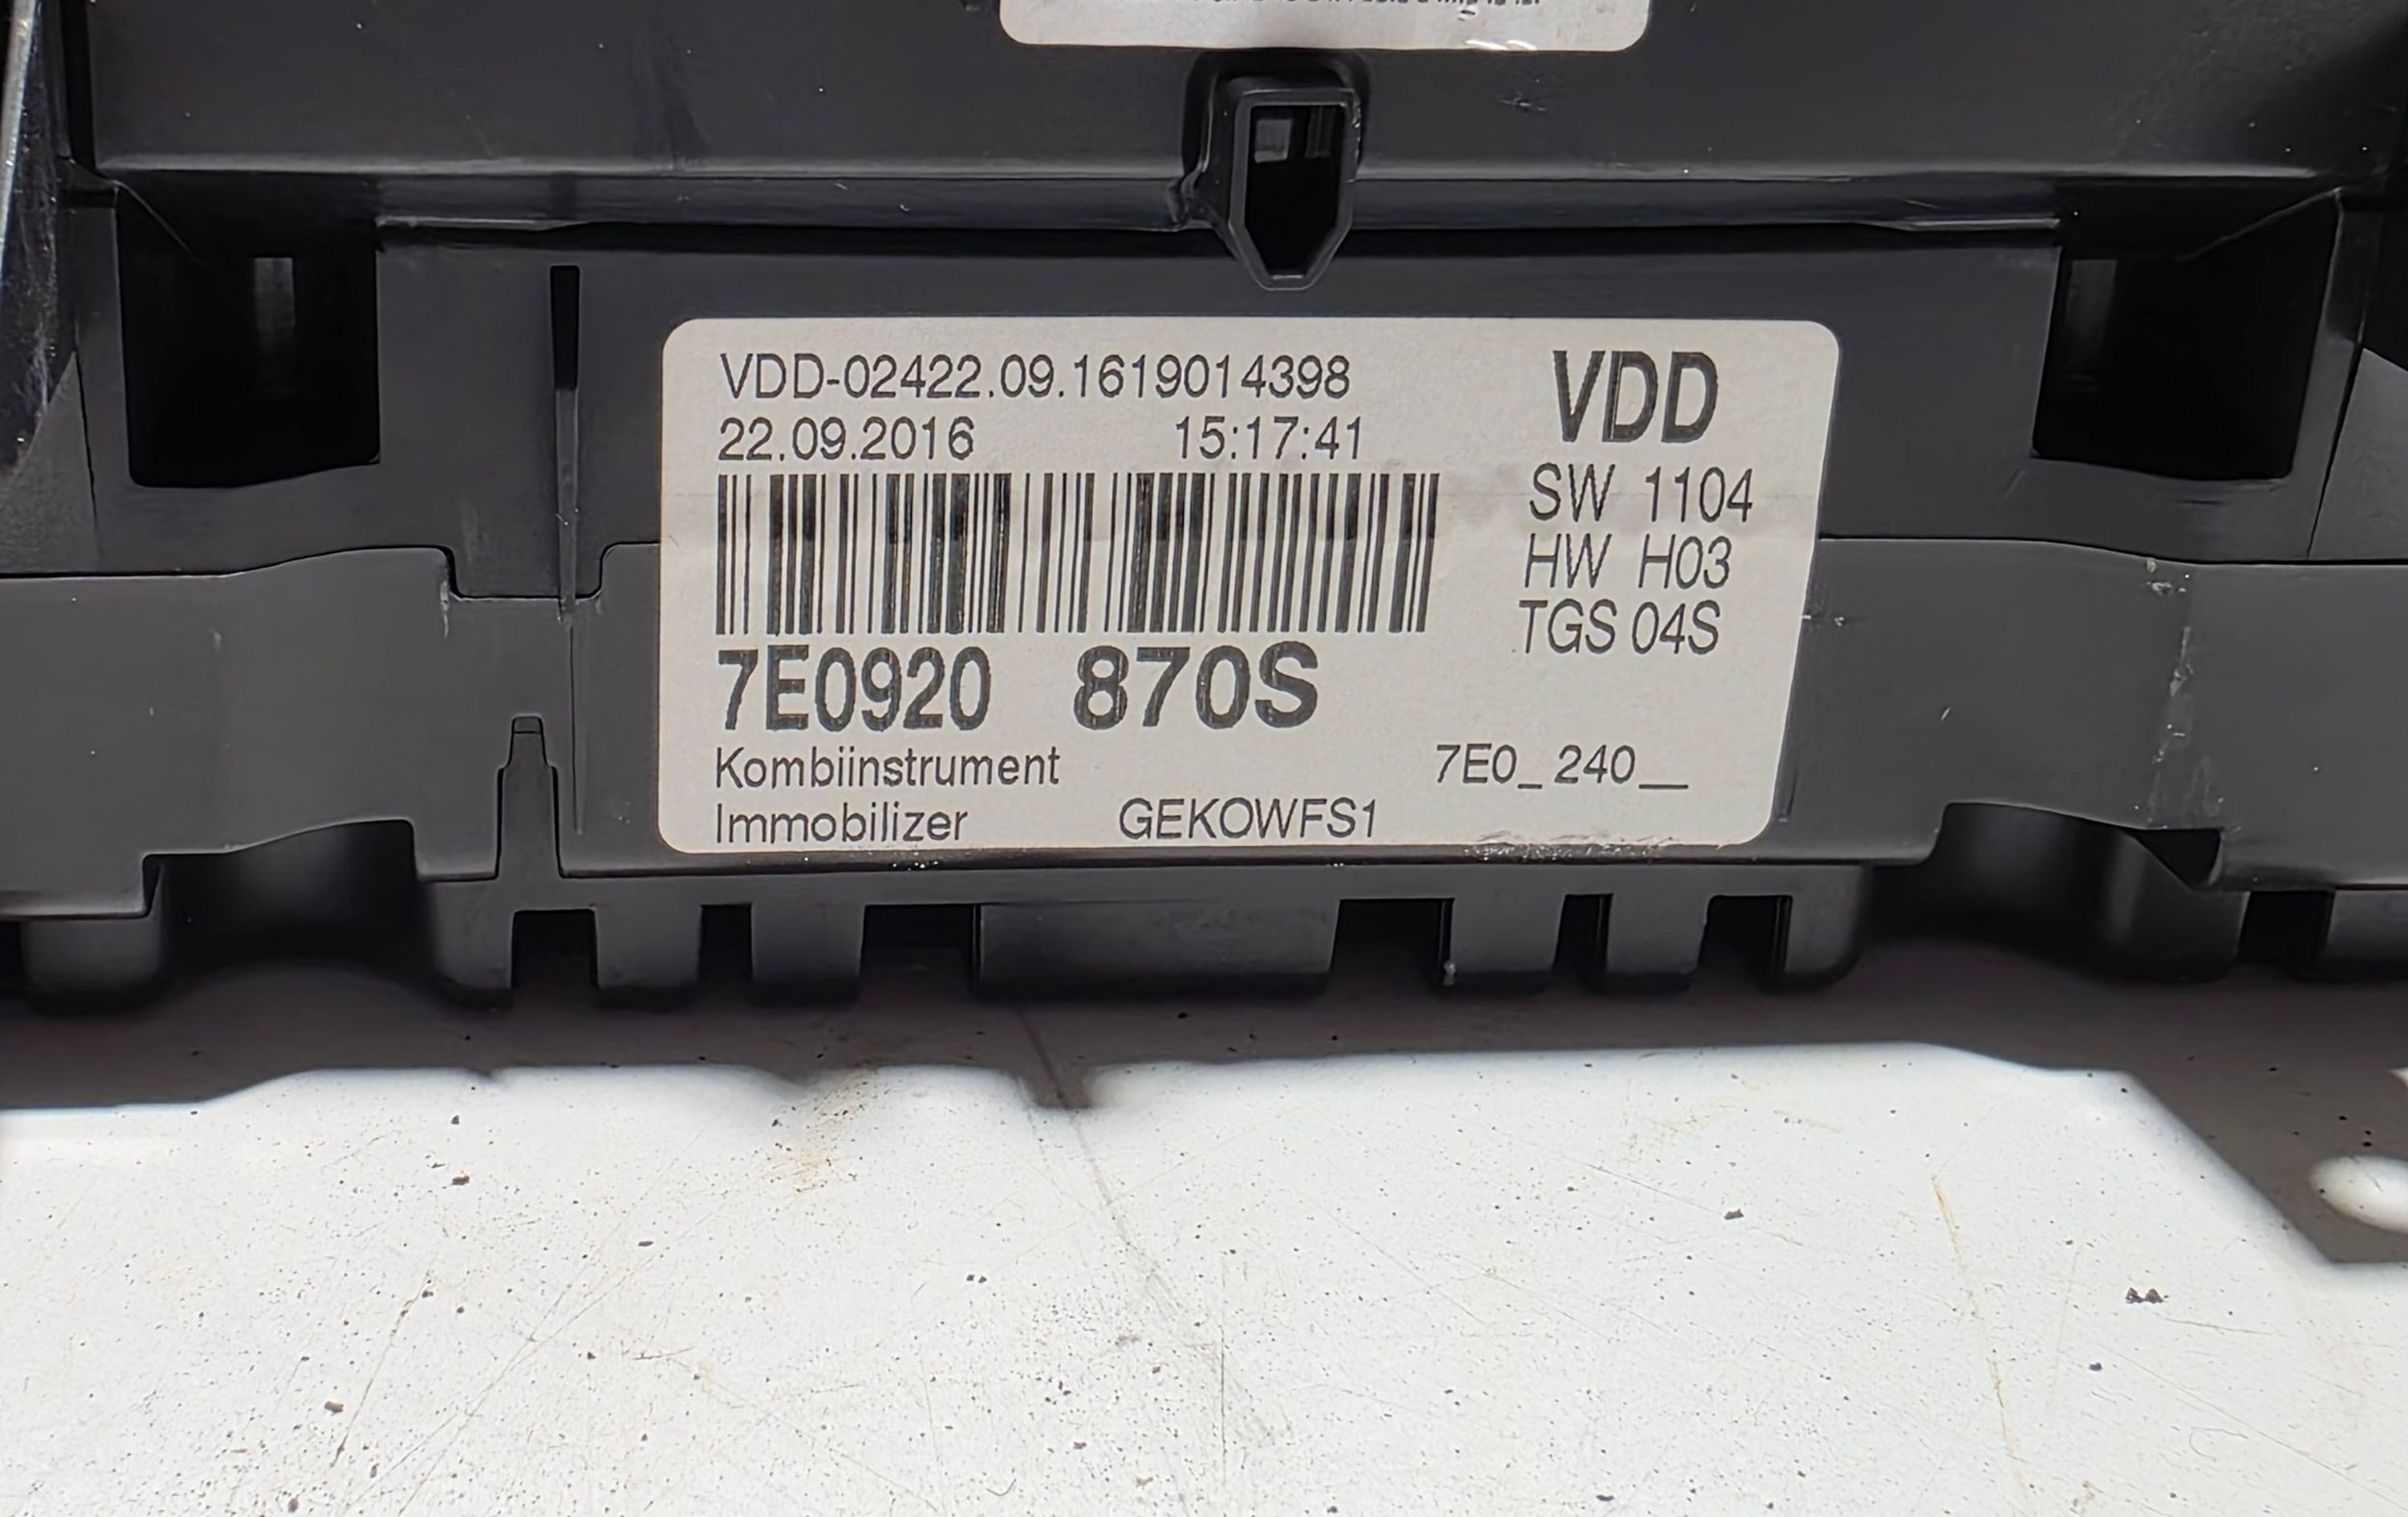 VDD-02422.09.1619014398
22.09.2016 15:17:41
VDD
SW 1104
HW H03
TGS 04S
7E0920 870S
Kombiinstrument 7E0_240__
Immobilizer GEKOWFS1